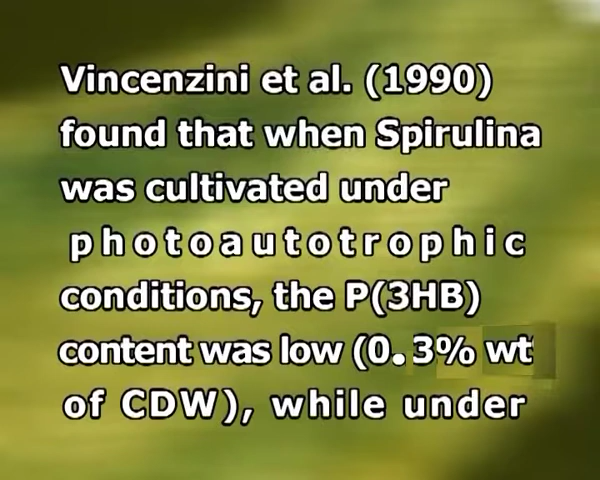 Vincenzini et al. (1990)
found that when Spirulina
was cultivated under
photoautotrophic
conditions, the P(3HB)
content was low (0.3% wt
of CDW), while under